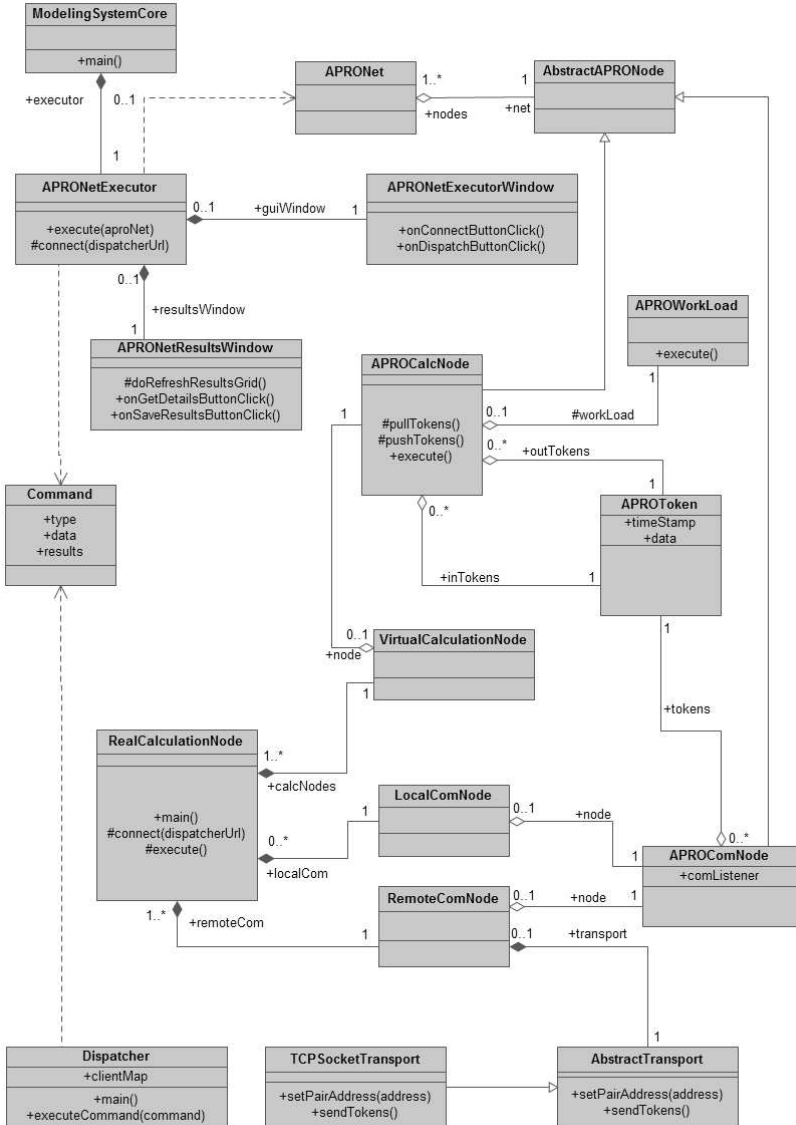 ModelingSystemCore
+main()
+executor
0..1
1
APRONet
1..*
+nodes
1
+net
AbstractAPRONode
APRONetExecutor
+execute(aproNet)
#connect(dispatcherUrl)
0..1
+guiWindow
1
APRONetExecutorWindow
+onConnectButtonClick()
+onDispatchButtonClick()
0..1
+resultsWindow
1
APRONetResultsWindow
#doRefreshResultsGrid()
+onGetDetailsButtonClick()
+onSaveResultsButtonClick()
APROWorkLoad
+execute()
1
APROCalcNode
#pullTokens()
#pushTokens()
+execute()
1
0..1
#workLoad
0..*
+outTokens
1
0..*
+inTokens
1
APROToken
+timeStamp
+data
1
Command
+type
+data
+results
0..1
+node
VirtualCalculationNode
1
+tokens
0..*
RealCalculationNode
+main()
#connect(dispatcherUrl)
#execute()
1..*
+calcNodes
0..*
+localCom
1
LocalComNode
0..1
+node
1
APROComNode
+comListener
1..*
+remoteCom
1
RemoteComNode
0..1
+node
1
0..1
+transport
1
Dispatcher
+clientMap
+main()
+executeCommand(command)
TCPSocketTransport
+setPairAddress(address)
+sendTokens()
AbstractTransport
+setPairAddress(address)
+sendTokens()